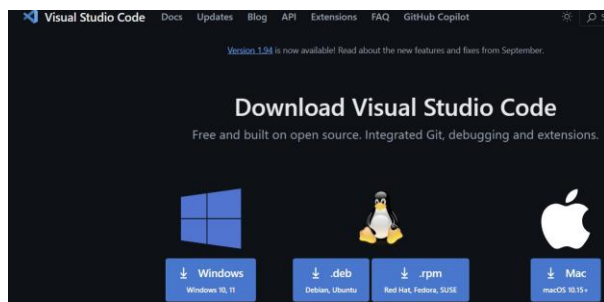 Visual Studio Code Docs Updates Blog API Extensions FAQ GitHub Copilot
Version 1.94 is now available! Read about the new features and fixes from September.
Download Visual Studio Code
Free and built on open source. Integrated Git, debugging and extensions.
Windows
Windows 10, 11
.deb
Debian, Ubuntu
.rpm
Red Hat, Fedora, SUSE
Mac
macOS 10.15+